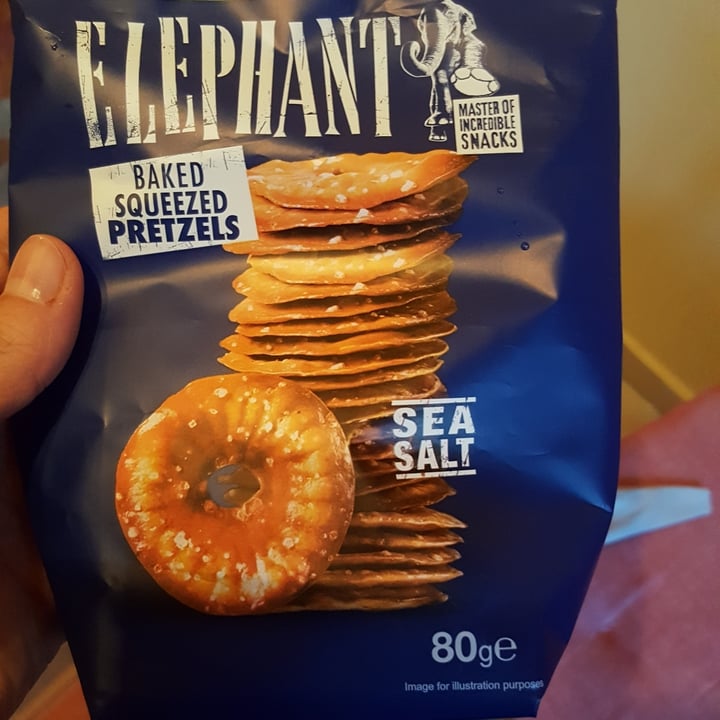 ELEPHANT
MASTER OF
INCREDIBLE
SNACKS
BAKED
SQUEEZED
PRETZELS
SEA
SALT
80g℮
Image for illustration purposes